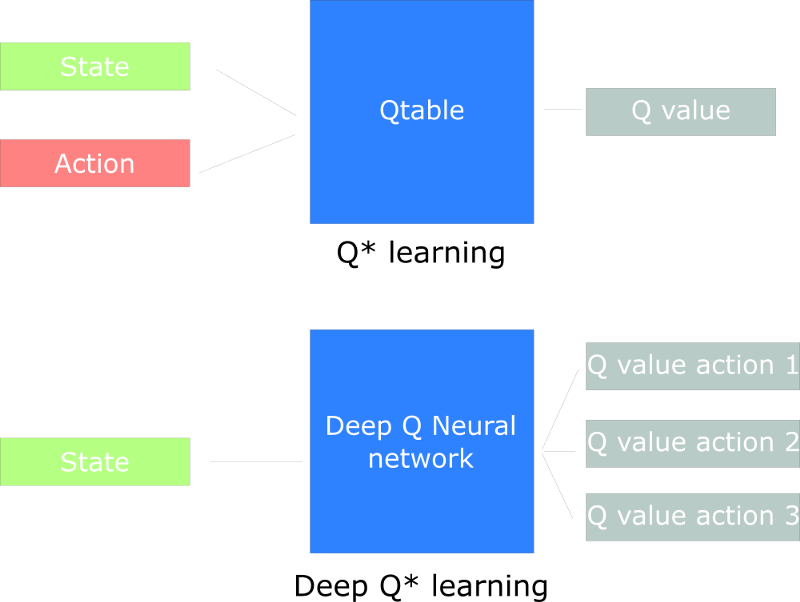 State
Action
Qtable
Q value
Q* learning
State
Deep Q Neural
network
Q value action 1
Q value action 2
Q value action 3
Deep Q* learning